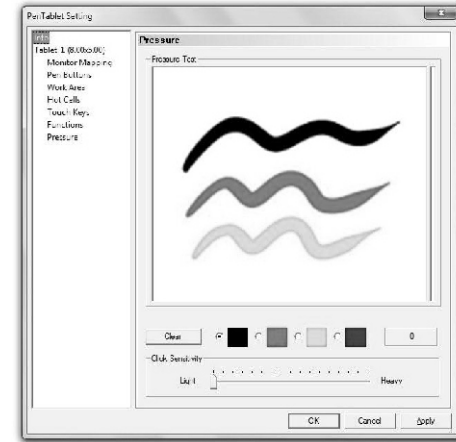 PenTablet Setting
Info
Tablet 1 (8.00x5.00)
Monitor Mapping
Pen Buttons
Work Area
Hot Cells
Touch Keys
Functions
Pressure
Pressure
Pressure Test
Clear
0
Click Sensitivity
Light
Heavy
OK
Cancel
Apply